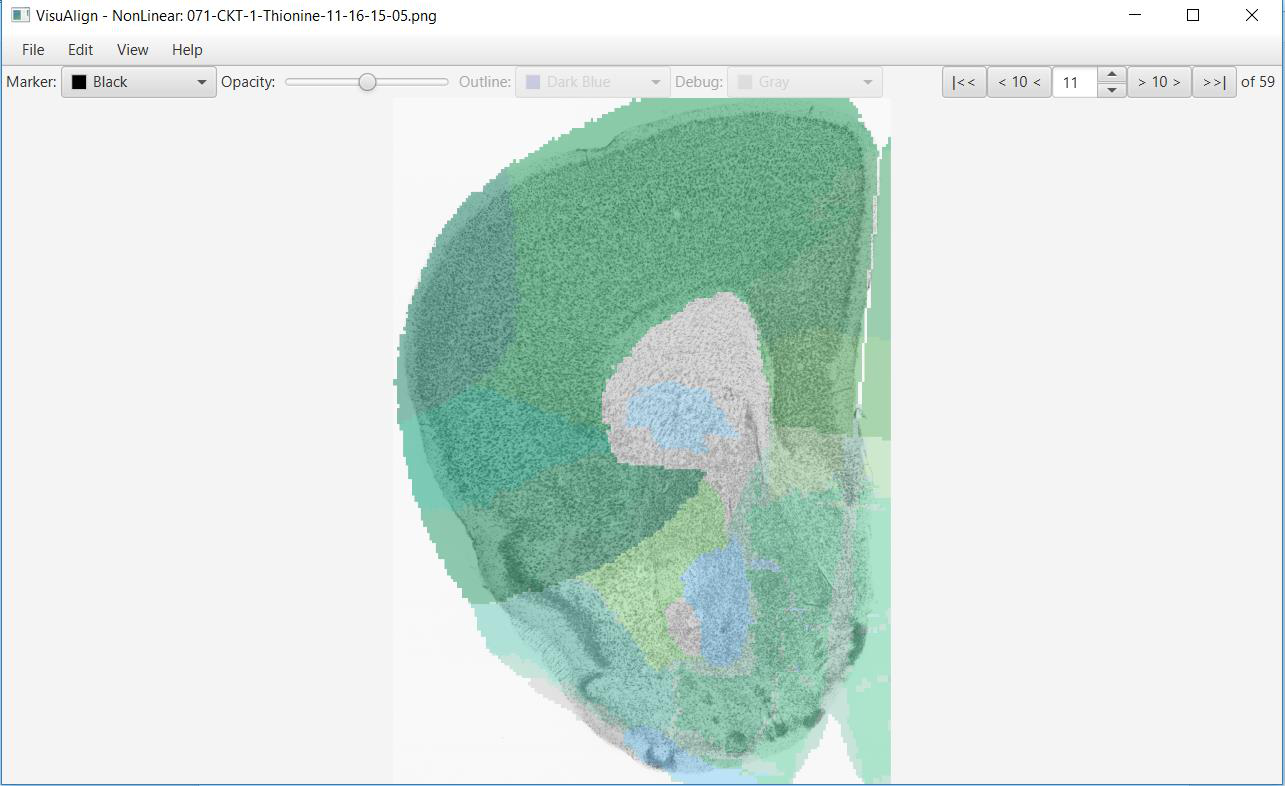 VisuAlign - NonLinear: 071-CKT-1-Thionine-11-16-15-05.png
File Edit View Help
Marker: Black Opacity: Outline: Dark Blue Debug: Gray |<< < 10 < 11 > 10 > >>| of 59